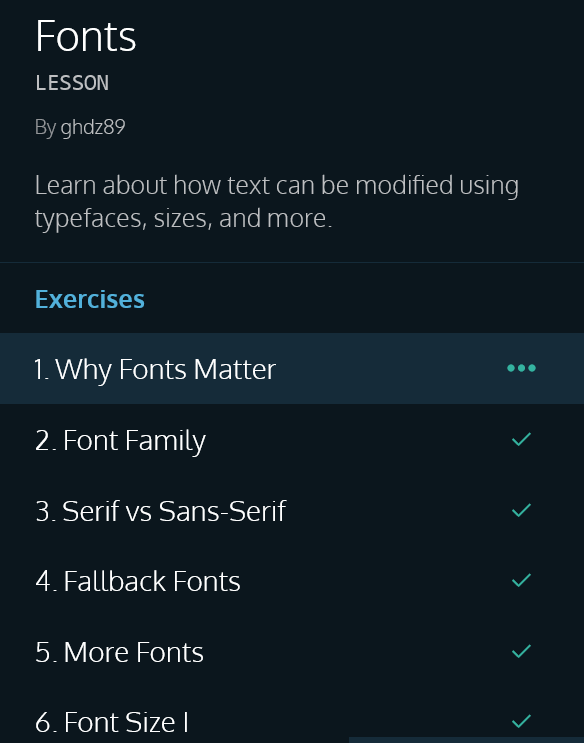 Fonts
LESSON
By ghdz89
Learn about how text can be modified using
typefaces, sizes, and more.
Exercises
1. Why Fonts Matter
2. Font Family
3. Serif vs Sans-Serif
4. Fallback Fonts
5. More Fonts
6. Font Size I